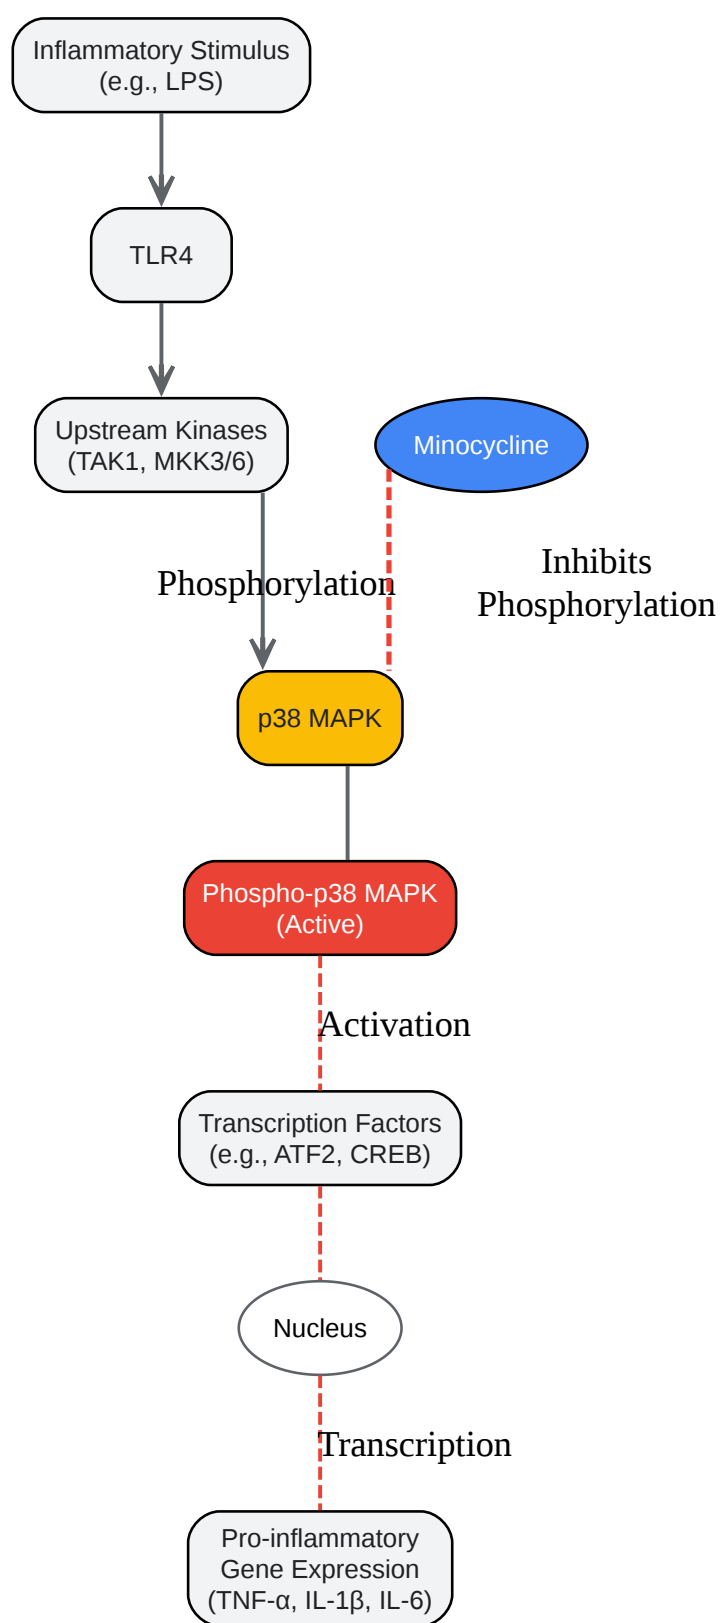 Inflammatory Stimulus
(e.g., LPS)
TLR4
Upstream Kinases
(TAK1, MKK3/6)
Minocycline
Phosphorylation
Inhibits
Phosphorylation
p38 MAPK
Phospho-p38 MAPK
(Active)
Activation
Transcription Factors
(e.g., ATF2, CREB)
Nucleus
Transcription
Pro-inflammatory
Gene Expression
(TNF-α, IL-1β, IL-6)